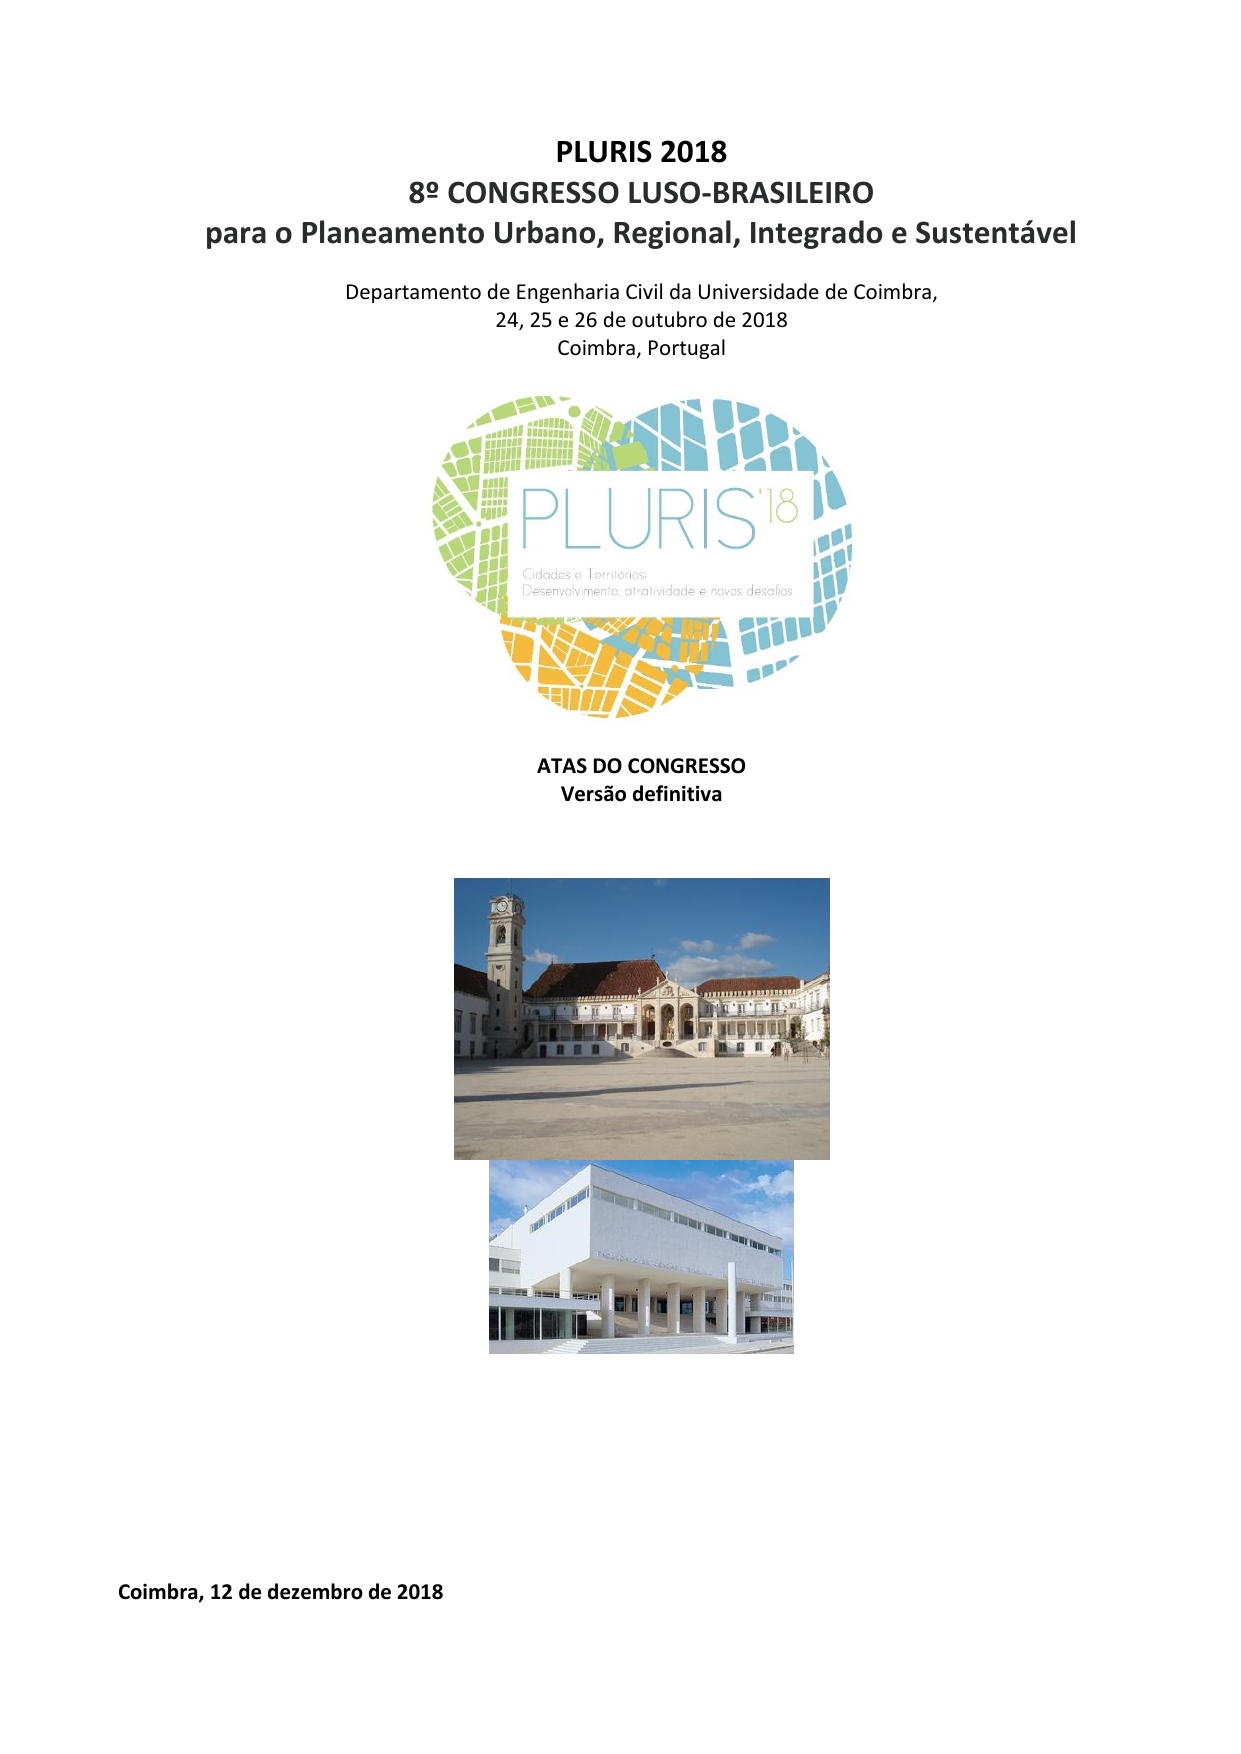 PLURIS 2018
8º CONGRESSO LUSO-BRASILEIRO
para o Planeamento Urbano, Regional, Integrado e Sustentável
Departamento de Engenharia Civil da Universidade de Coimbra,
24, 25 e 26 de outubro de 2018
Coimbra, Portugal
PLURIS'18
Cidades e Territórios:
Desenvolvimento, atratividade e novos desafios
ATAS DO CONGRESSO
Versão definitiva
Coimbra, 12 de dezembro de 2018